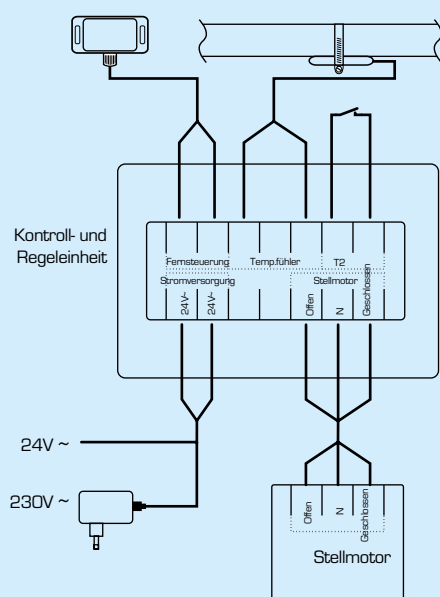 Kontroll- und
Regeleinheit
Fernsteuerung Temp.fühler T2
Stromversorgung Stellmotor
24V~ 24V~ Offen N Geschlossen
24V ~
230V ~
Offen N Geschlossen
Stellmotor